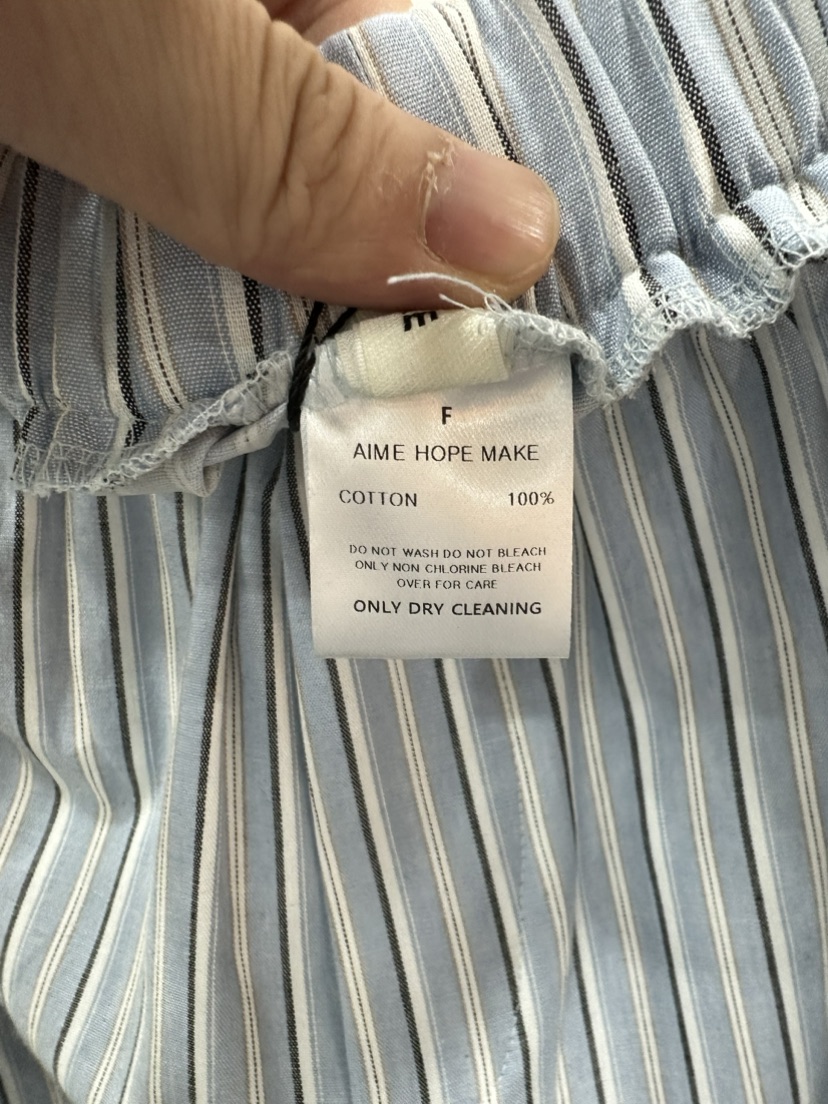 F
AIME HOPE MAKE
COTTON 100%
DO NOT WASH DO NOT BLEACH
ONLY NON CHLORINE BLEACH
OVER FOR CARE
ONLY DRY CLEANING